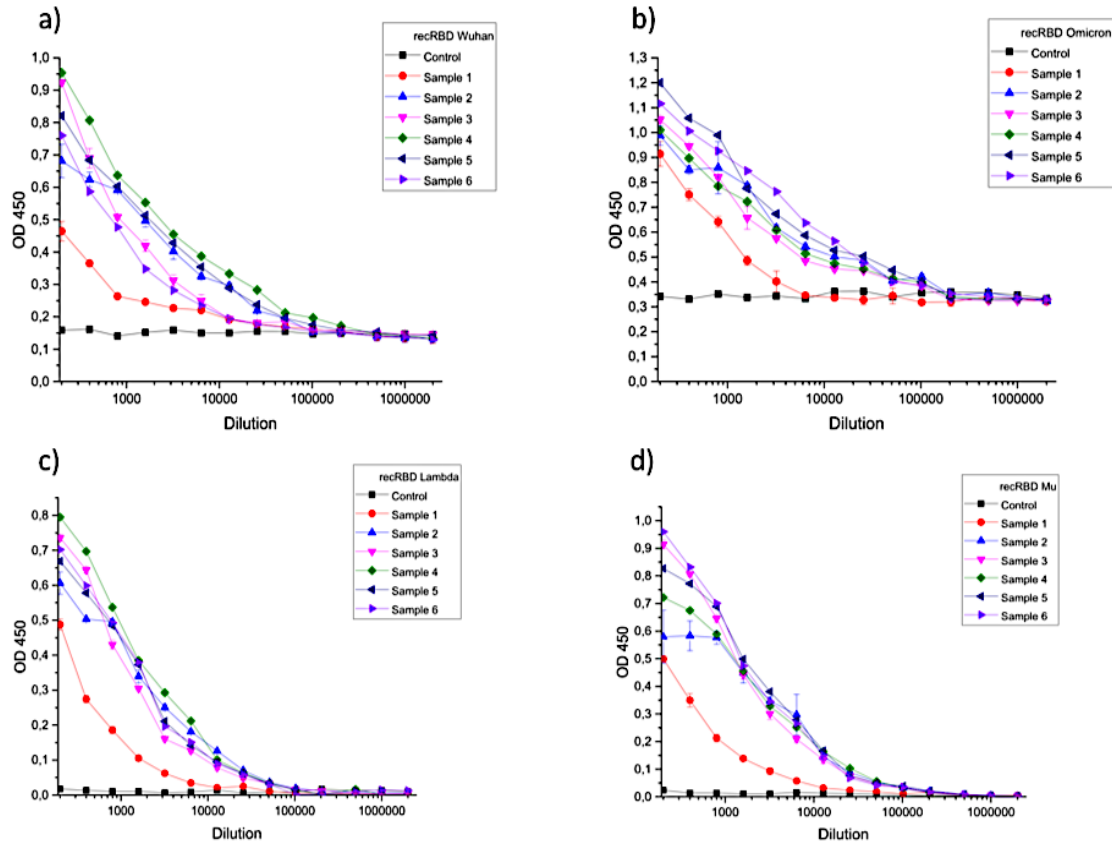 a)
recRBD Wuhan
Control
Sample 1
Sample 2
Sample 3
Sample 4
Sample 5
Sample 6
1,0
0,9
0,8
0,7
0,6
0,5
0,4
0,3
0,2
0,1
0,0
OD 450
1000 10000 100000 1000000
Dilution
b)
recRBD Omicron
Control
Sample 1
Sample 2
Sample 3
Sample 4
Sample 5
Sample 6
1,3
1,2
1,1
1,0
0,9
0,8
0,7
0,6
0,5
0,4
0,3
0,2
0,1
0,0
OD 450
1000 10000 100000 1000000
Dilution
c)
recRBD Lambda
Control
Sample 1
Sample 2
Sample 3
Sample 4
Sample 5
Sample 6
0,8
0,7
0,6
0,5
0,4
0,3
0,2
0,1
0,0
OD 450
1000 10000 100000 1000000
Dilution
d)
recRBD Mu
Control
Sample 1
Sample 2
Sample 3
Sample 4
Sample 5
Sample 6
1,0
0,9
0,8
0,7
0,6
0,5
0,4
0,3
0,2
0,1
0,0
OD 450
1000 10000 100000 1000000
Dilution